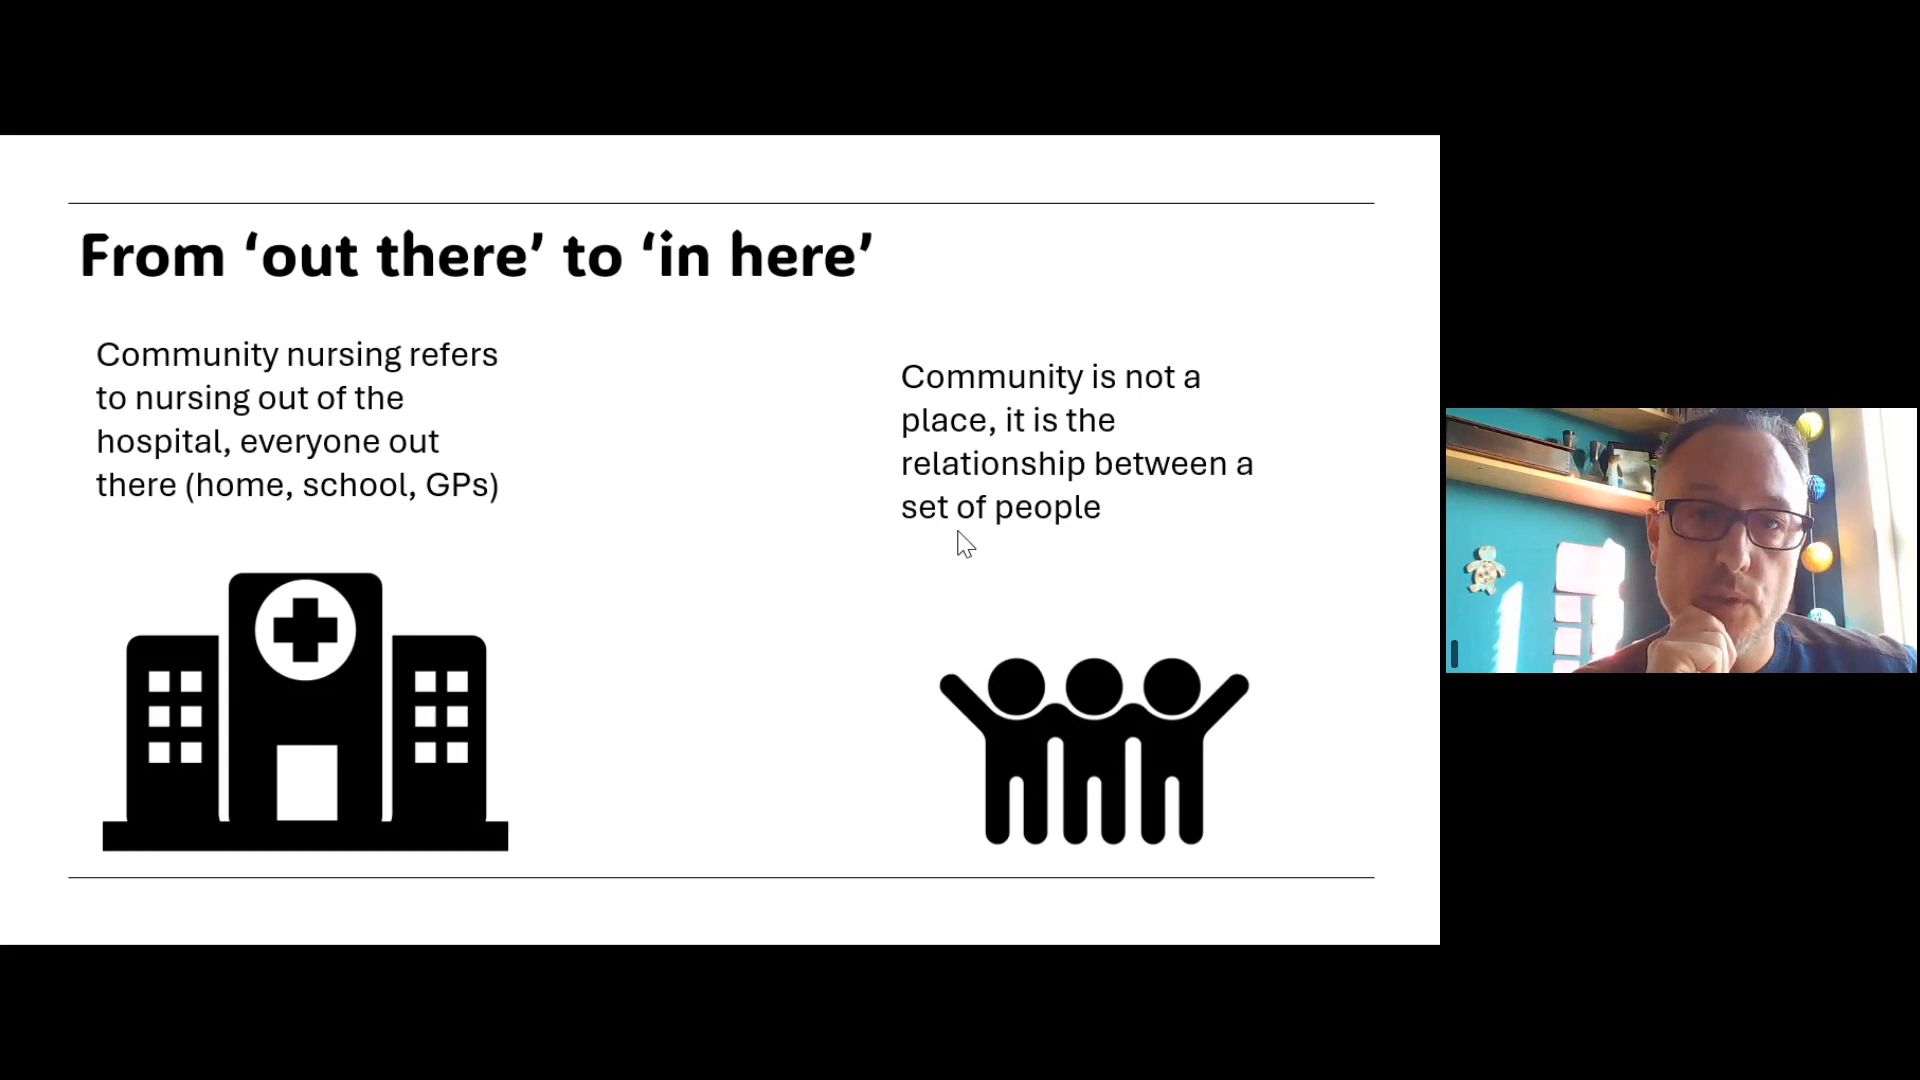 From ‘out there’ to ‘in here’
Community nursing refers
to nursing out of the
hospital, everyone out
there (home, school, GPs)
Community is not a
place, it is the
relationship between a
set of people